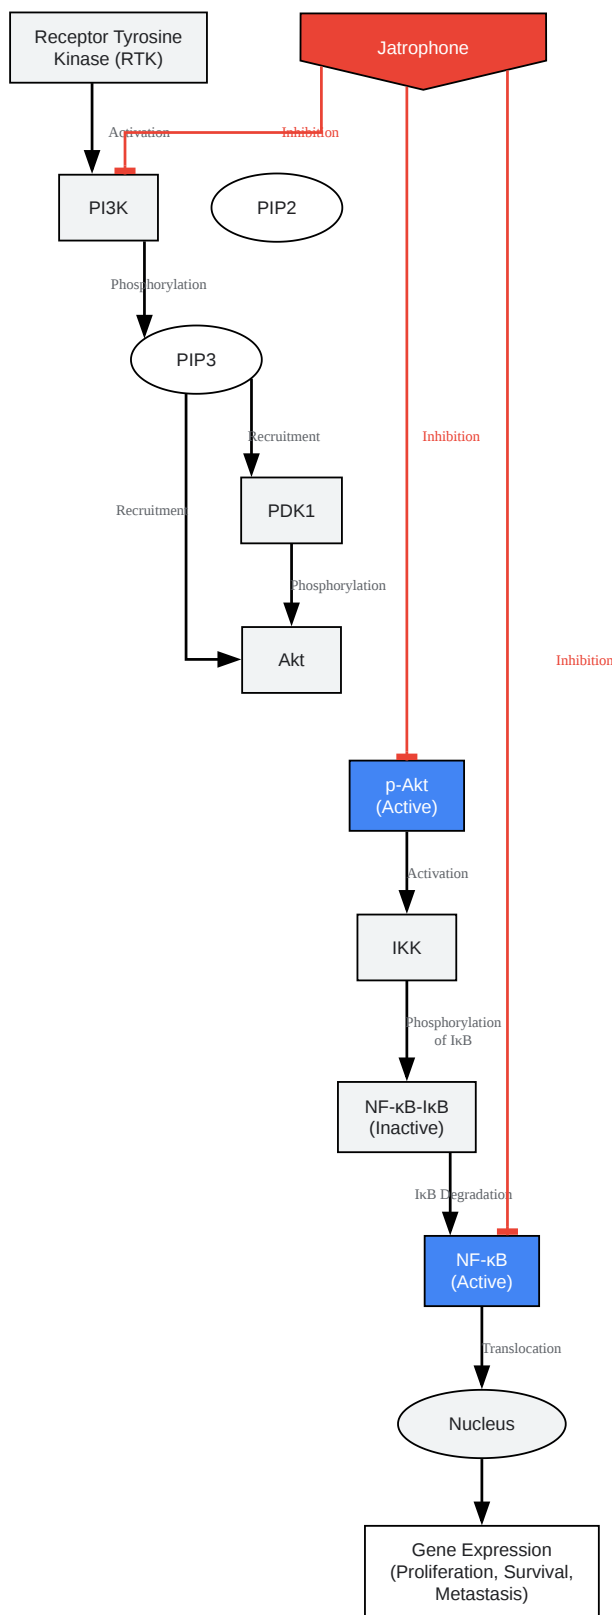 Receptor Tyrosine
Kinase (RTK)
Jatrophone
Activation
Inhibition
PI3K
PIP2
Phosphorylation
PIP3
Recruitment
Inhibition
Recruitment
PDK1
Phosphorylation
Akt
Inhibition
p-Akt
(Active)
Activation
IKK
Phosphorylation
of IκB
NF-κB-IκB
(Inactive)
IκB Degradation
NF-κB
(Active)
Translocation
Nucleus
Gene Expression
(Proliferation, Survival,
Metastasis)